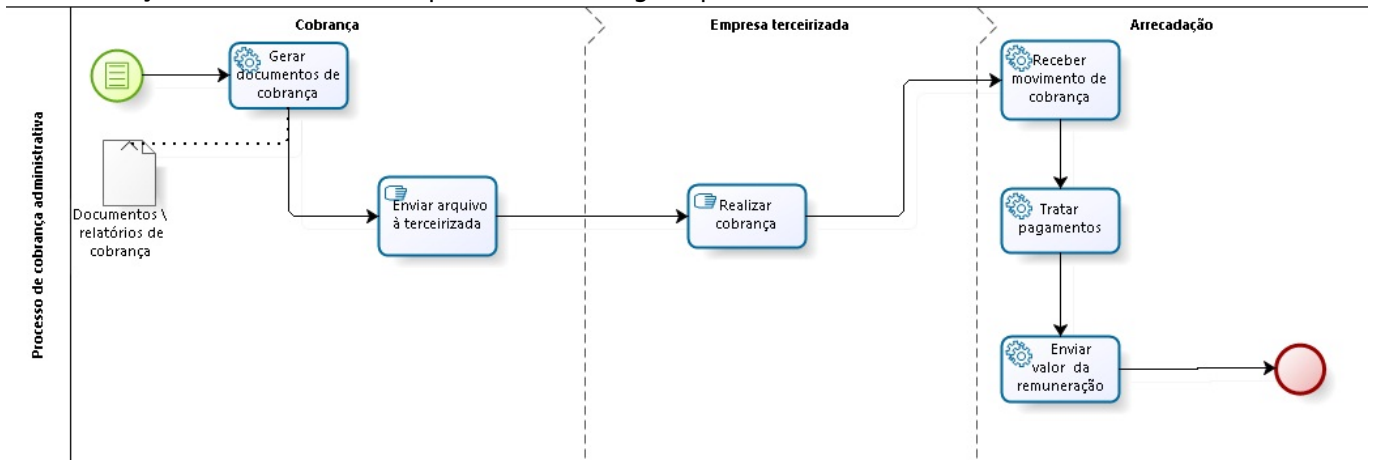 Cobrança
Empresa terceirizada
Arrecadação
Processo de cobrança administrativa
Gerar
documentos de
cobrança
Documentos \
relatórios de
cobrança
Enviar arquivo
à terceirizada
Realizar
cobrança
Receber
movimento de
cobrança
Tratar
pagamentos
Enviar
valor da
remuneração